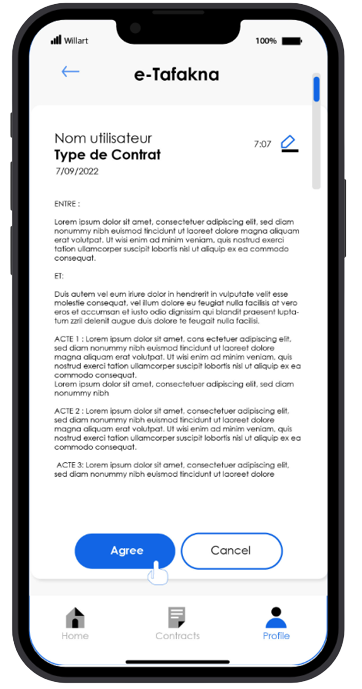 Willart 100%
e-Tafakna
Nom utilisateur
7:07
Type de Contrat
7/09/2022
ENTRE :
Lorem ipsum dolor sit amet, consectetuer adipiscing elit, sed diam
nonummy nibh euismod tincidunt ut laoreet dolore magna aliquam
erat volutpat. Ut wisi enim ad minim veniam, quis nostrud exerci
tation ullamcorper suscipit lobortis nisl ut aliquip ex ea commodo
consequat.
ET:
Duis autem vel eum iriure dolor in hendrerit in vulputate velit esse
molestie consequat, vel illum dolore eu feugiat nulla facilisis at vero
eros et accumsan et iusto odio dignissim qui blandit praesent lupta-
tum zzril delenit augue duis dolore te feugait nulla facilisi.
ACTE 1 : Lorem ipsum dolor sit amet, cons ectetuer adipiscing elit,
sed diam nonummy nibh euismod tincidunt ut laoreet dolore
magna aliquam erat volutpat. Ut wisi enim ad minim veniam, quis
nostrud exerci tation ullamcorper suscipit lobortis nisl ut aliquip ex ea
commodo consequat.
Lorem ipsum dolor sit amet, consectetuer adipiscing elit, sed diam
nonummy nibh
ACTE 2 : Lorem ipsum dolor sit amet, consectetuer adipiscing elit,
sed diam nonummy nibh euismod tincidunt ut laoreet dolore
magna aliquam erat volutpat. Ut wisi enim ad minim veniam, quis
nostrud exerci tation ullamcorper suscipit lobortis nisl ut aliquip ex ea
commodo consequat.
ACTE 3: Lorem ipsum dolor sit amet, consectetuer adipiscing elit,
sed diam nonummy nibh euismod tincidunt ut laoreet dolore
Agree Cancel
Home Contracts Profile